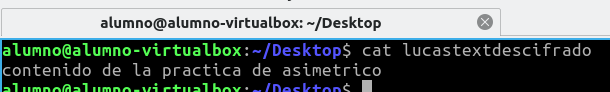 alumno@alumno-virtualbox: ~/Desktop
alumno@alumno-virtualbox:~/Desktop$ cat lucastextdescifrado
contenido de la practica de asimetrico
alumno@alumno-virtualbox:~/Desktop$